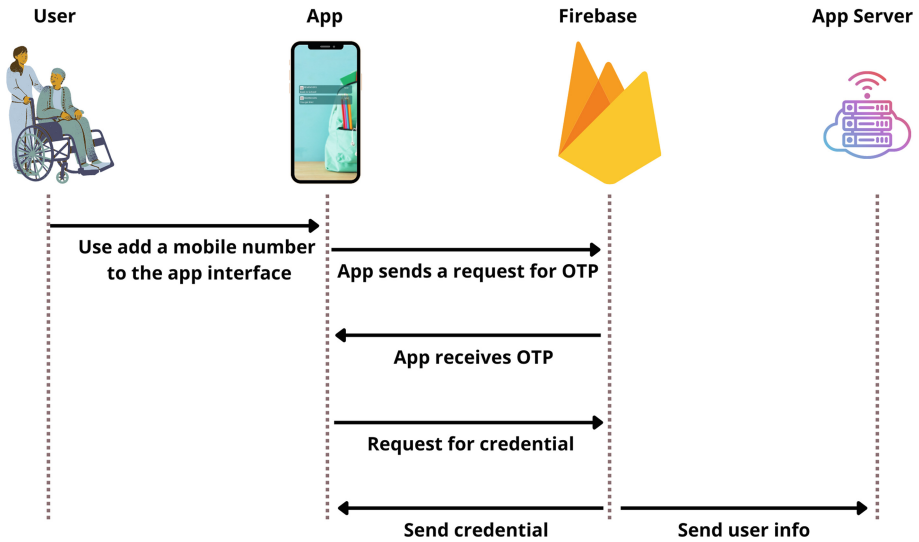 User
App
Firebase
App Server
Use add a mobile number
to the app interface
App sends a request for OTP
App receives OTP
Request for credential
Send credential
Send user info